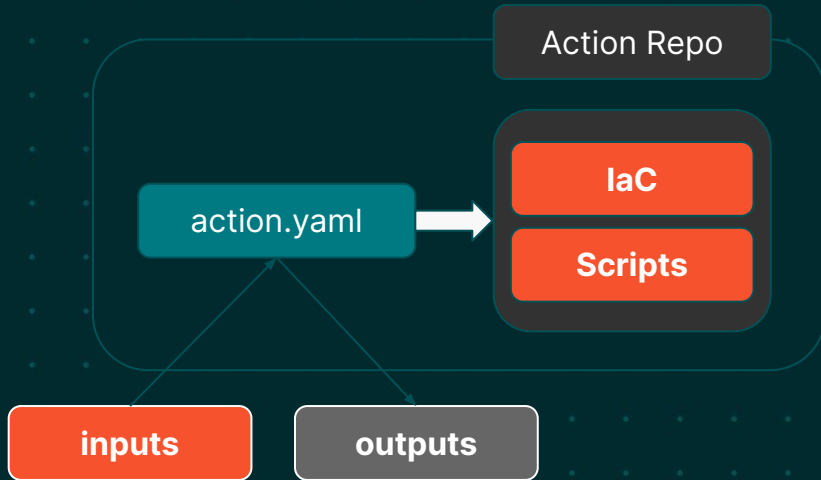 Action Repo
action.yaml
IaC
Scripts
inputs
outputs